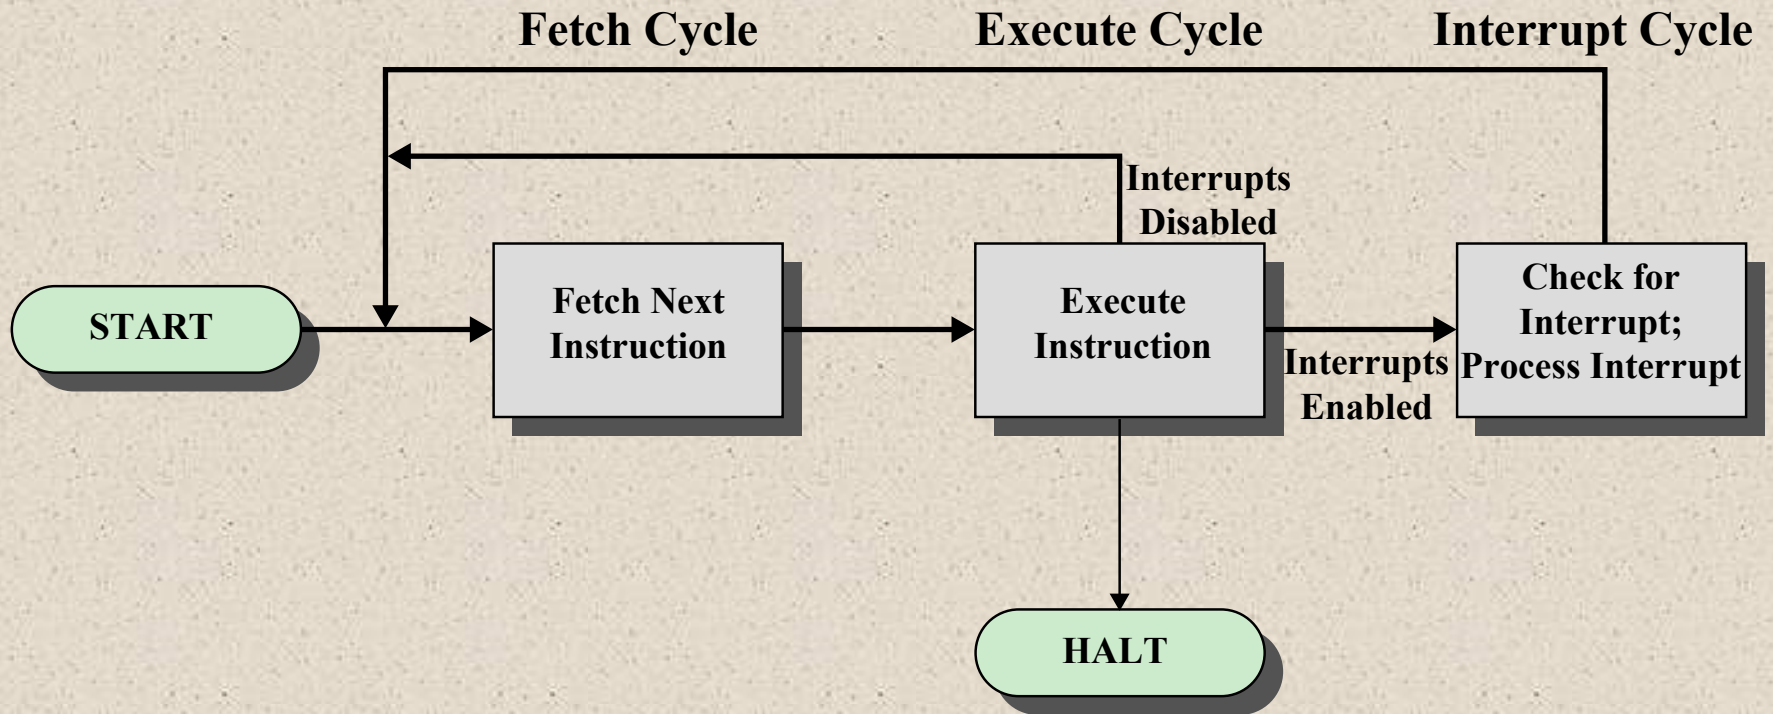 Fetch Cycle
Execute Cycle
Interrupt Cycle
Interrupts
Disabled
START
Fetch Next
Instruction
Execute
Instruction
Interrupts
Enabled
Check for
Interrupt;
Process Interrupt
HALT